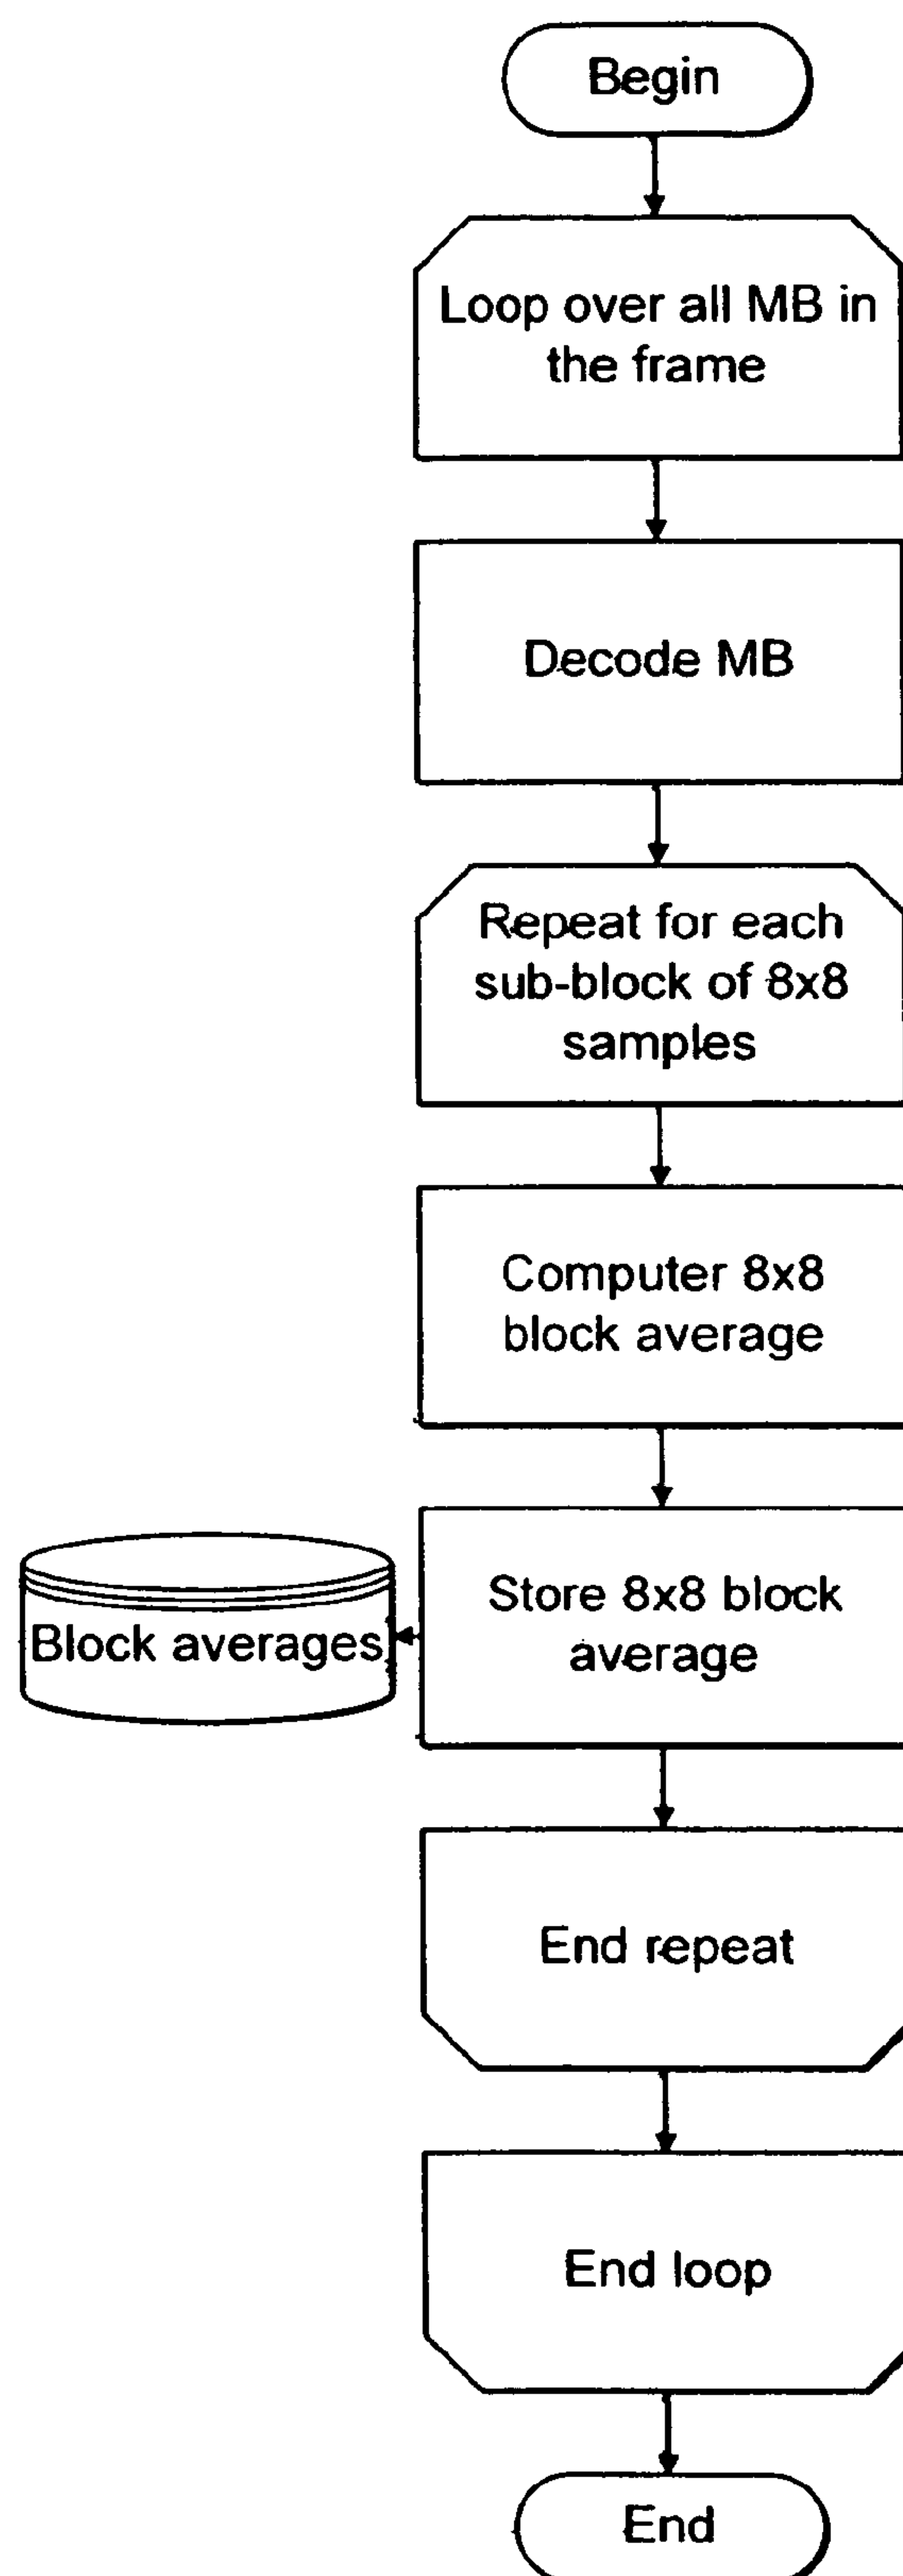 Begin
Loop over all MB in
the frame
Decode MB
Repeat for each
sub-block of 8x8
samples
Computer 8x8
block average
Store 8x8 block
average
Block averages
End repeat
End loop
End